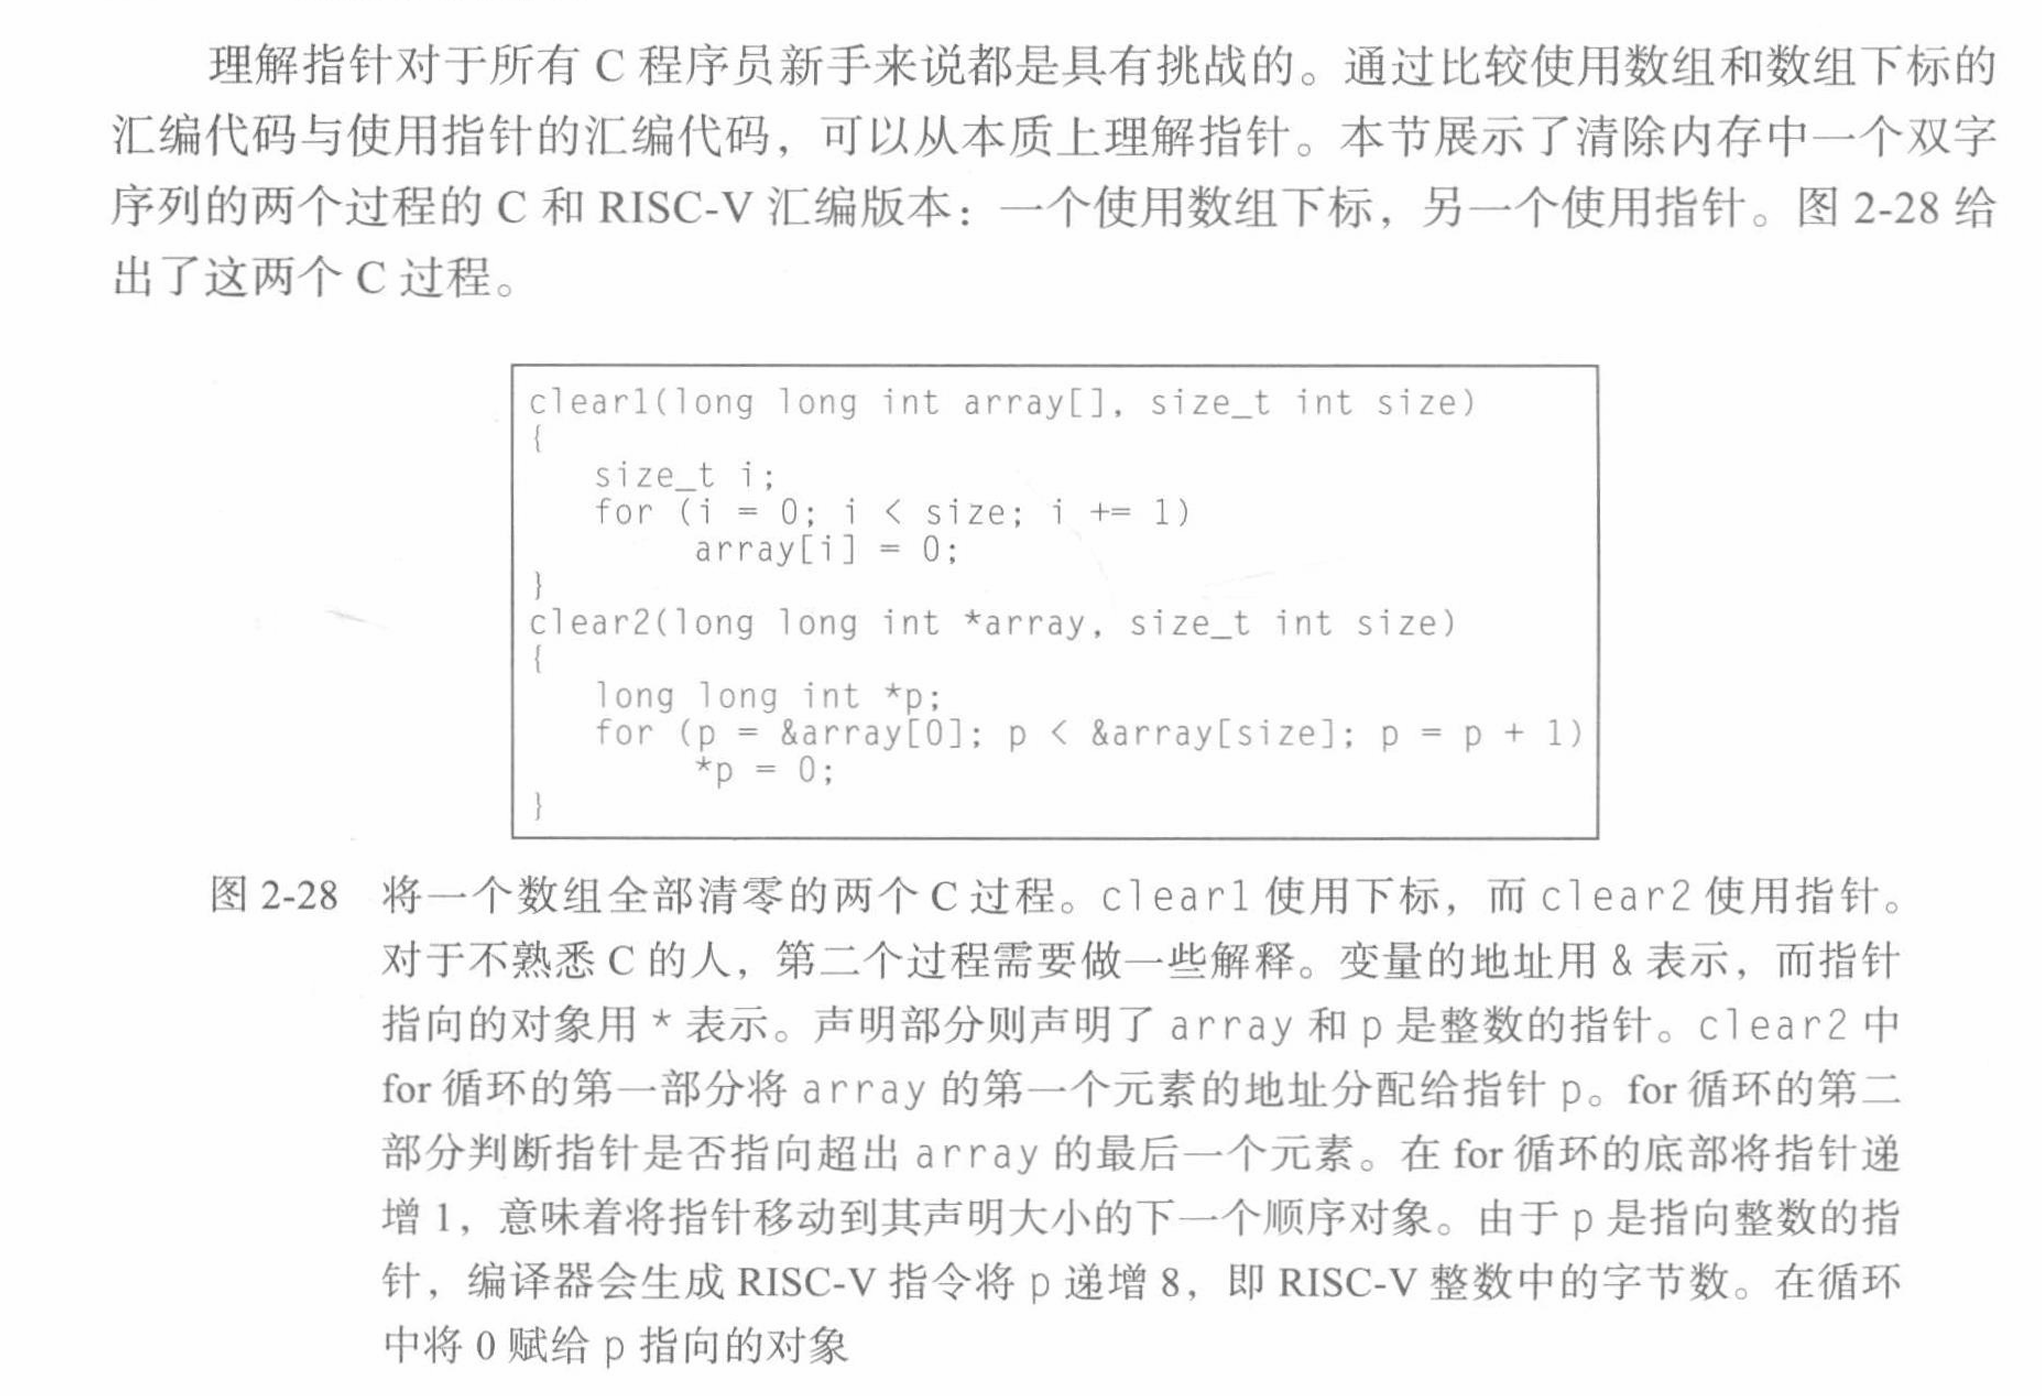 理解指针对于所有 C 程序员新手来说都是具有挑战的。通过比较使用数组和数组下标的
汇编代码与使用指针的汇编代码，可以从本质上理解指针。本节展示了清除内存中一个双字
序列的两个过程的 C 和 RISC-V 汇编版本：一个使用数组下标，另一个使用指针。图 2-28 给
出了这两个 C 过程。
clear1(long long int array[], size_t int size)
{
size_t i;
for (i = 0; i < size; i += 1)
array[i] = 0;
}
clear2(long long int *array, size_t int size)
{
long long int *p;
for (p = &array[0]; p < &array[size]; p = p + 1)
*p = 0;
}
图 2-28 将一个数组全部清零的两个 C 过程。clear1 使用下标，而 clear2 使用指针。
对于不熟悉 C 的人，第二个过程需要做一些解释。变量的地址用 & 表示，而指针
指向的对象用 * 表示。声明部分则声明了 array 和 p 是整数的指针。clear2 中
for 循环的第一部分将 array 的第一个元素的地址分配给指针 p。for 循环的第二
部分判断指针是否指向超出 array 的最后一个元素。在 for 循环的底部将指针递
增 1，意味着将指针移动到其声明大小的下一个顺序对象。由于 p 是指向整数的指
针，编译器会生成 RISC-V 指令将 p 递增 8，即 RISC-V 整数中的字节数。在循环
中将 0 赋给 p 指向的对象